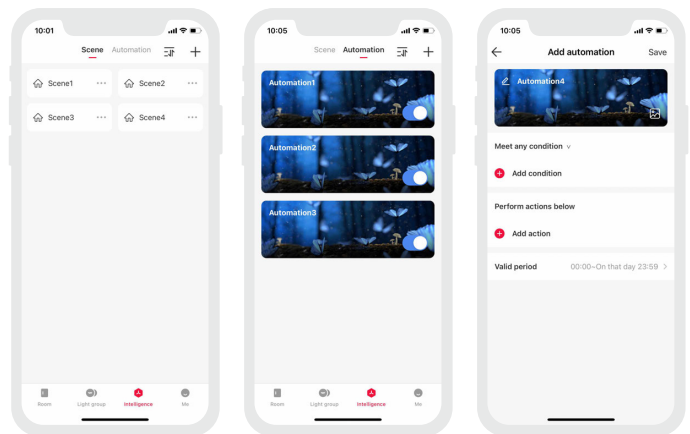 10:01
Scene Automation
Scene1 Scene2
Scene3 Scene4
Room Light group Intelligence Me
10:05
Scene Automation
Automation1
Automation2
Automation3
Room Light group Intelligence Me
10:05
Add automation Save
Automation4
Meet any condition
Add condition
Perform actions below
Add action
Valid period 00:00~On that day 23:59 >